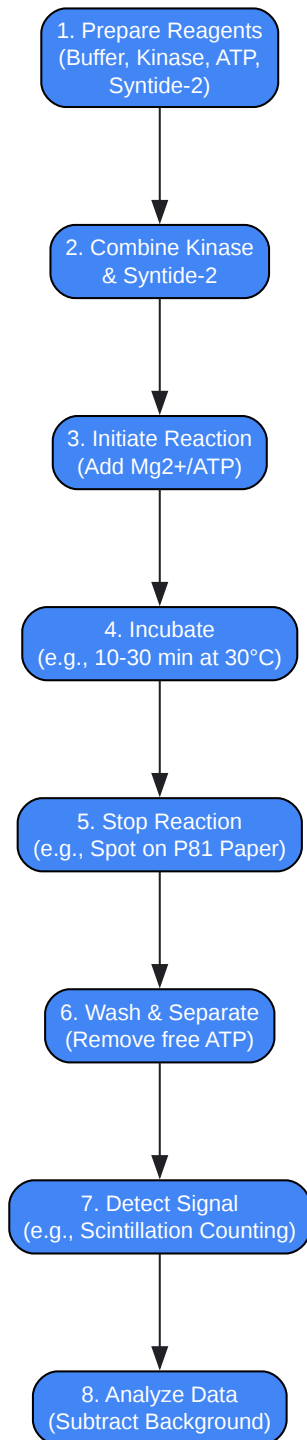 1. Prepare Reagents
(Buffer, Kinase, ATP,
Syntide-2)
2. Combine Kinase
& Syntide-2
3. Initiate Reaction
(Add Mg2+/ATP)
4. Incubate
(e.g., 10-30 min at 30°C)
5. Stop Reaction
(e.g., Spot on P81 Paper)
6. Wash & Separate
(Remove free ATP)
7. Detect Signal
(e.g., Scintillation Counting)
8. Analyze Data
(Subtract Background)